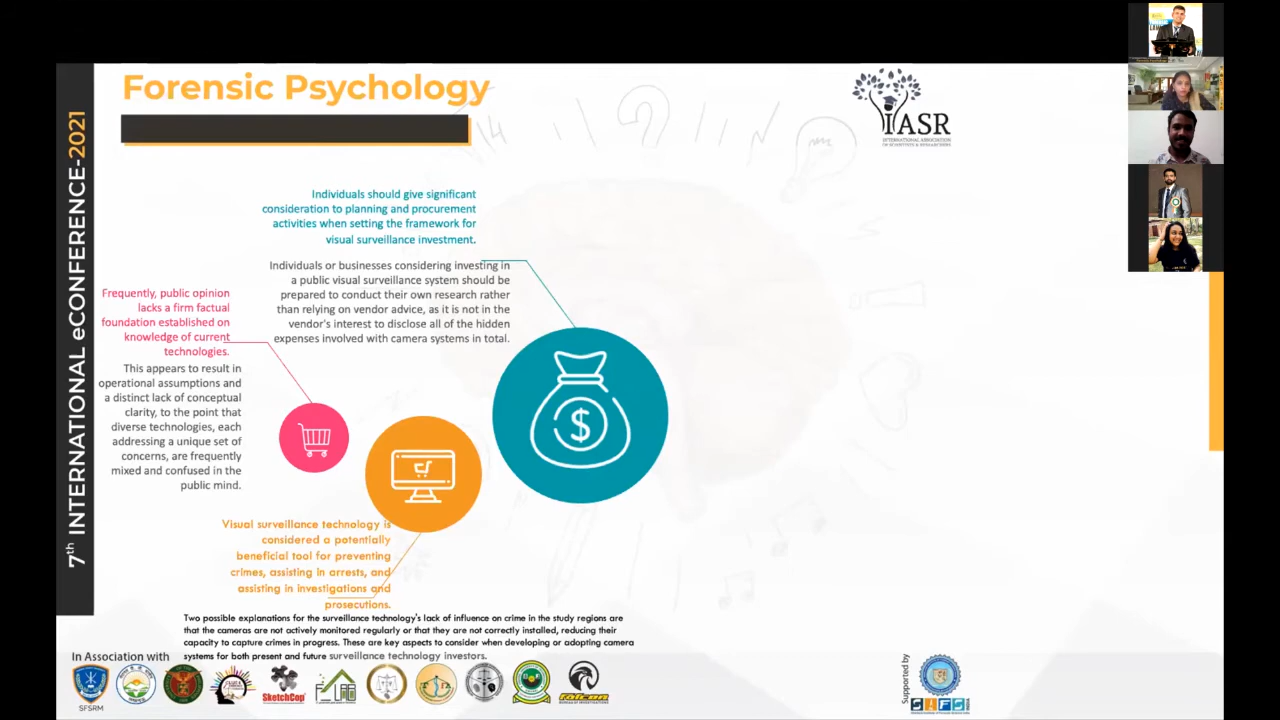 Forensic Psychology
IASR
INTERNATIONAL ASSOCIATION
OF SCIENTISTS & RESEARCHERS
7th INTERNATIONAL eCONFERENCE-2021
Individuals should give significant
consideration to planning and procurement
activities when setting the framework for
visual surveillance investment.
Individuals or businesses considering investing in
a public visual surveillance system should be
prepared to conduct their own research rather
than relying on vendor advice, as it is not in the
vendor's interest to disclose all of the hidden
expenses involved with camera systems in total.
Frequently, public opinion
lacks a firm factual
foundation established on
knowledge of current
technologies.
This appears to result in
operational assumptions and
a distinct lack of conceptual
clarity, to the point that
diverse technologies, each
addressing a unique set of
concerns, are frequently
mixed and confused in the
public mind.
$
Visual surveillance technology is
considered a potentially
beneficial tool for preventing
crimes, assisting in arrests, and
assisting in investigations and
prosecutions.
Two possible explanations for the surveillance technology's lack of influence on crime in the study regions are
that the cameras are not actively monitored regularly or that they are not correctly installed, reducing their
capacity to capture crimes in progress. These are key aspects to consider when developing or adopting camera
systems for both present and future surveillance technology investors.
In Association with
SFSRM
SketchCop
falcon
Supported by
SIFS